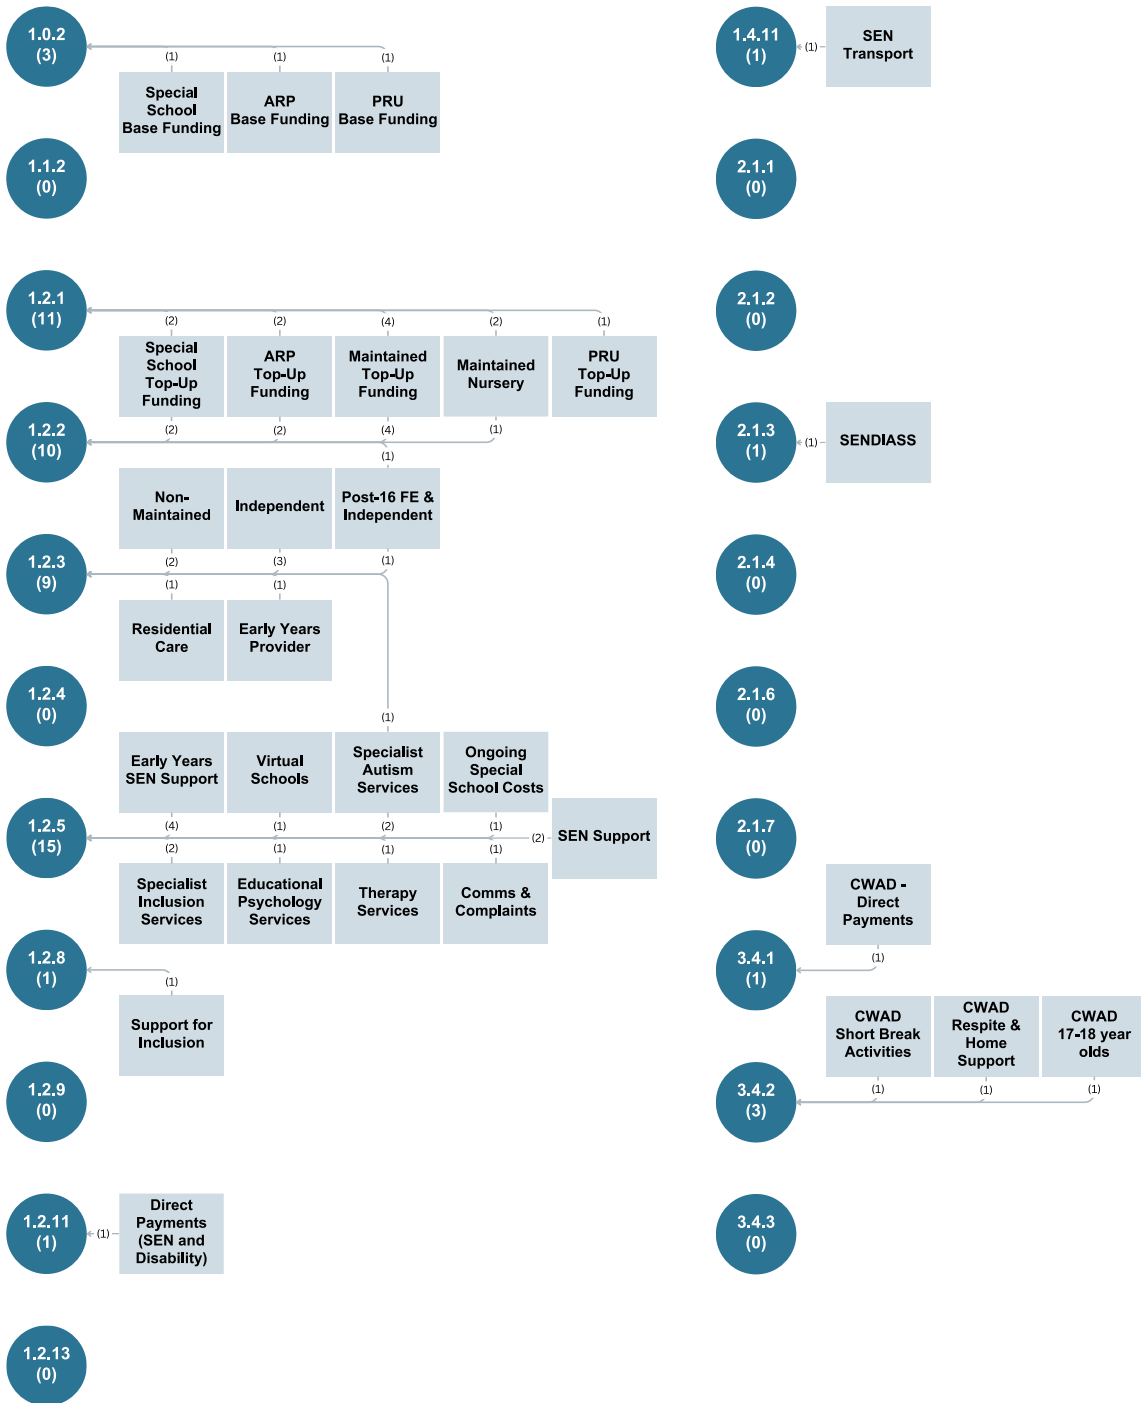 1.0.2
(3)
(1)
(1)
(1)
Special
School
Base Funding
ARP
Base Funding
PRU
Base Funding
1.1.2
(0)
1.2.1
(11)
(2)
(2)
(4)
(2)
(1)
Special
School
Top-Up
Funding
ARP
Top-Up
Funding
Maintained
Top-Up
Funding
Maintained
Nursery
PRU
Top-Up
Funding
1.2.2
(10)
(2)
(2)
(4)
(1)
(1)
Non-
Maintained
Independent
Post-16 FE &
Independent
1.2.3
(9)
(2)
(3)
(1)
(1)
(1)
Residential
Care
Early Years
Provider
1.2.4
(0)
(1)
Early Years
SEN Support
Virtual
Schools
Specialist
Autism
Services
Ongoing
Special
School Costs
1.2.5
(15)
(4)
(1)
(2)
(1)
(2)
SEN Support
(2)
(1)
(1)
(1)
Specialist
Inclusion
Services
Educational
Psychology
Services
Therapy
Services
Comms &
Complaints
1.2.8
(1)
(1)
Support for
Inclusion
1.2.9
(0)
1.2.11
(1)
(1)
Direct
Payments
(SEN and
Disability)
1.2.13
(0)
1.4.11
(1)
(1)
SEN
Transport
2.1.1
(0)
2.1.2
(0)
2.1.3
(1)
(1)
SENDIASS
2.1.4
(0)
2.1.6
(0)
2.1.7
(0)
CWAD -
Direct
Payments
3.4.1
(1)
(1)
CWAD
Short Break
Activities
CWAD
Respite &
Home
Support
CWAD
17-18 year
olds
3.4.2
(3)
(1)
(1)
(1)
3.4.3
(0)